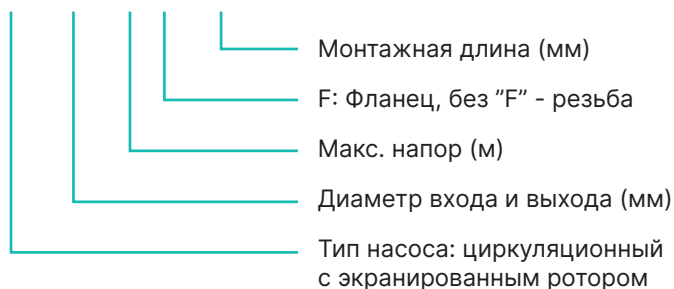 Монтажная длина (мм)
F: Фланец, без ”F” - резьба
Макс. напор (м)
Диаметр входа и выхода (мм)
Тип насоса: циркуляционный
с экранированным ротором